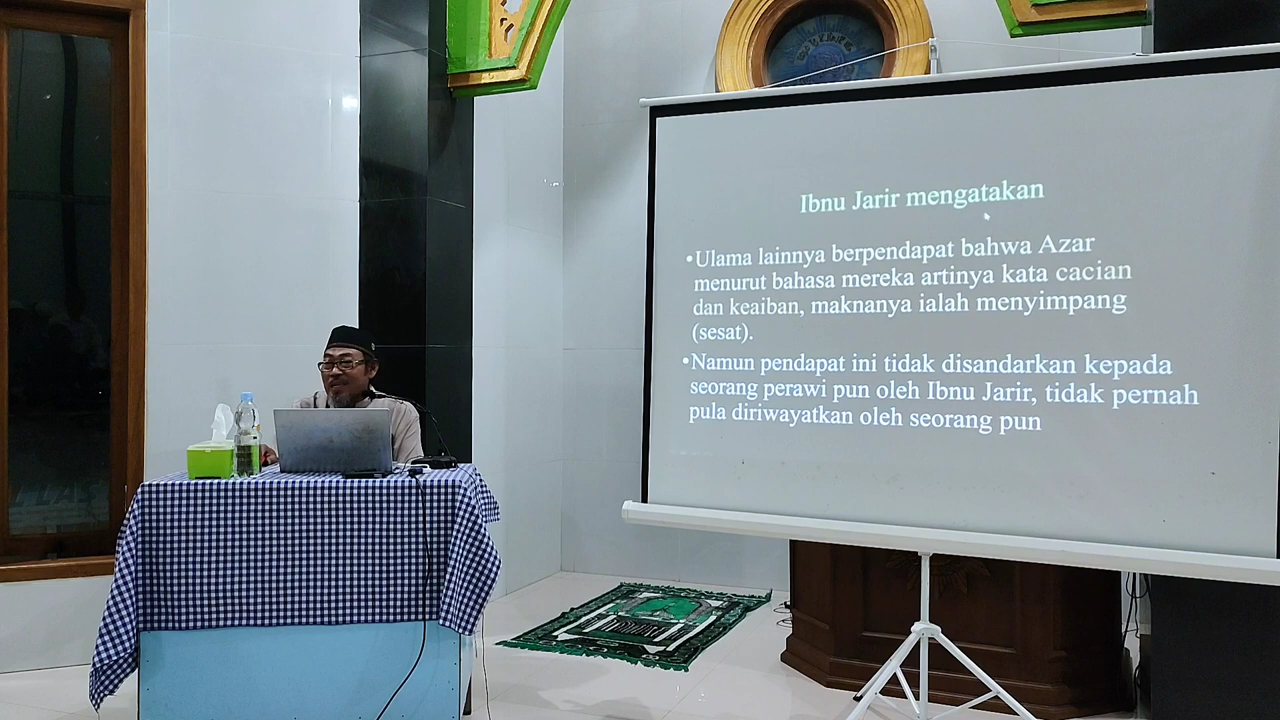 Ibnu Jarir mengatakan
•Ulama lainnya berpendapat bahwa Azar
menurut bahasa mereka artinya kata cacian
dan keaiban, maknanya ialah menyimpang
(sesat).
•Namun pendapat ini tidak disandarkan kepada
seorang perawi pun oleh Ibnu Jarir, tidak pernah
pula diriwayatkan oleh seorang pun